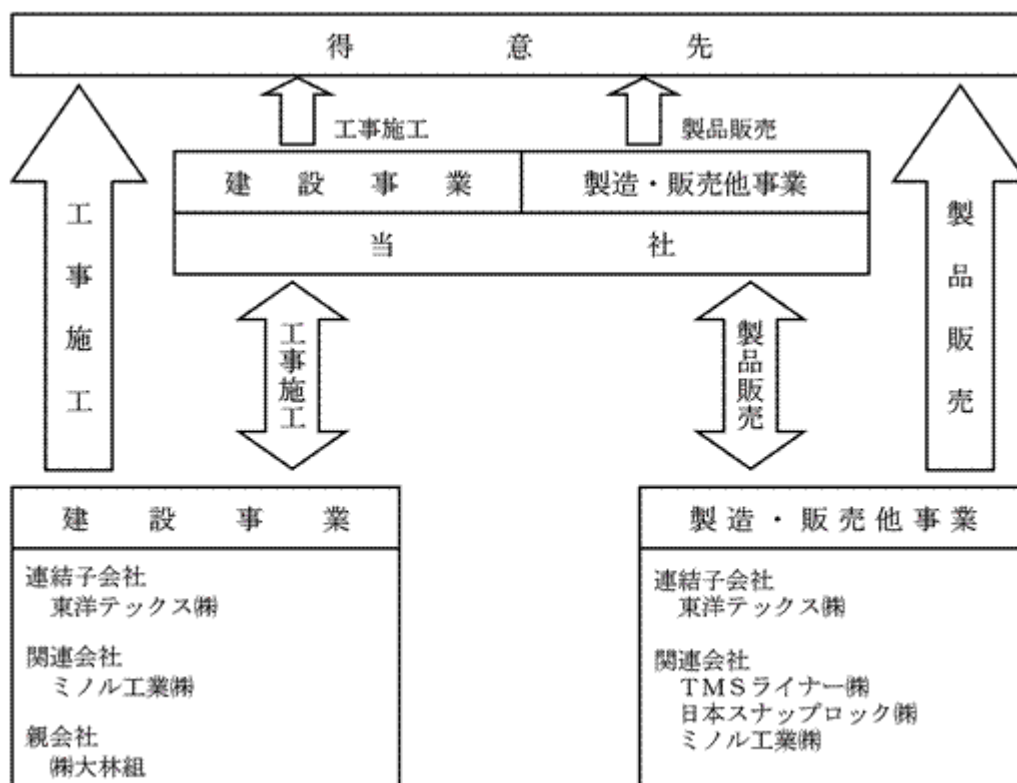 得意先
工事施工
製品販売
建設事業
製造・販売他事業
当社
工事施工
工事施工
製品販売
製品販売
建設事業
連結子会社
東洋テックス㈱
関連会社
ミノル工業㈱
親会社
㈱大林組
製造・販売他事業
連結子会社
東洋テックス㈱
関連会社
ＴＭＳライナー㈱
日本スナップロック㈱
ミノル工業㈱